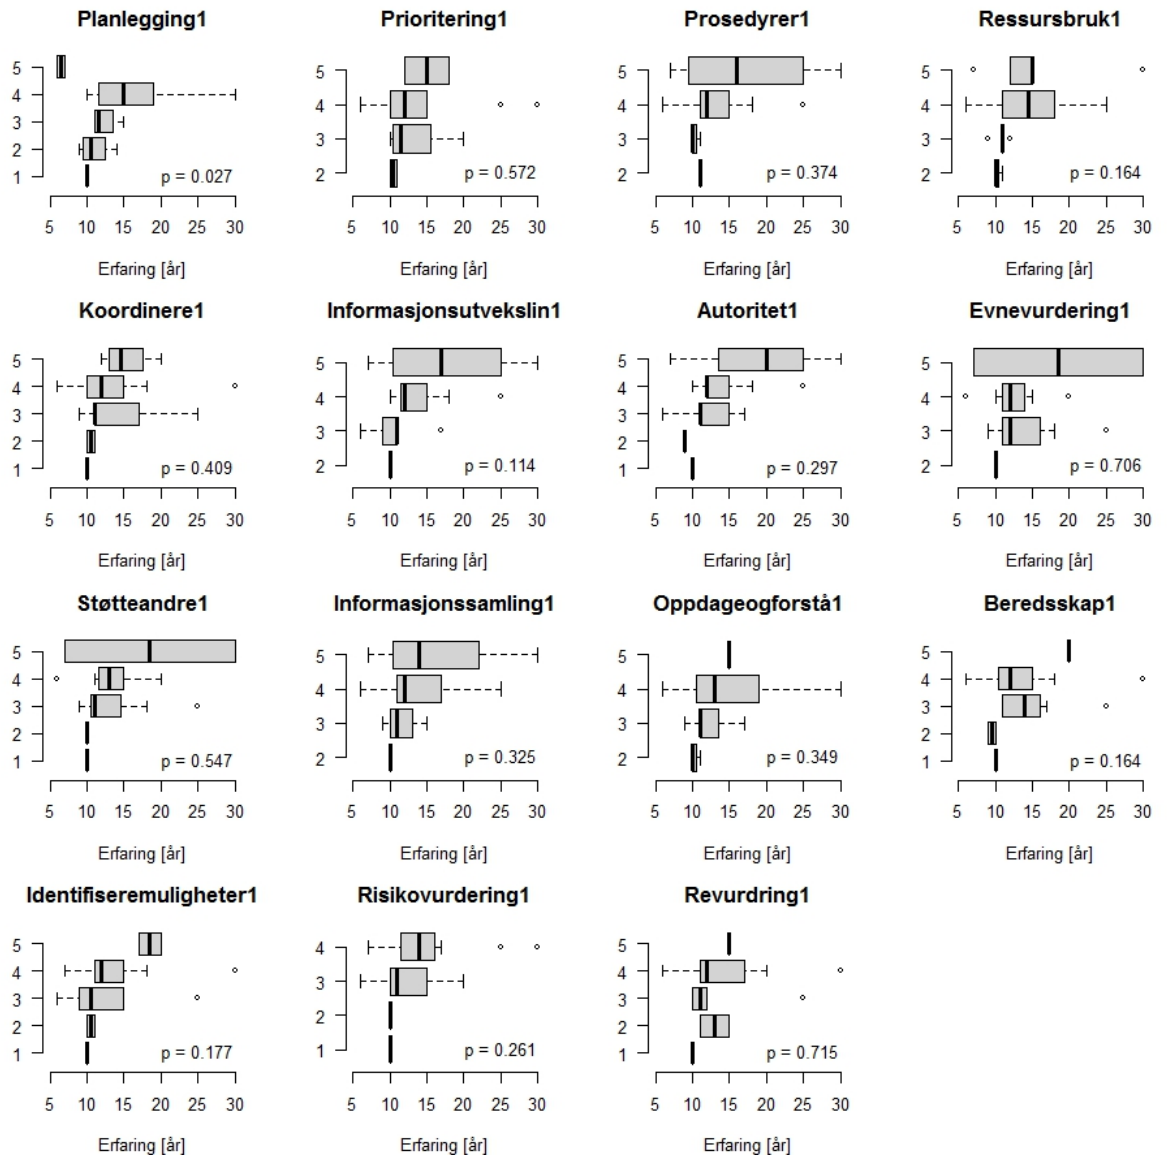 Planlegging1 Prioritering1 Prosedyrer1 Ressursbruk1
5 4 3 2 1 p = 0.027
5 4 3 2 p = 0.572
5 4 3 2 p = 0.374
5 4 3 2 p = 0.164
5 10 15 20 25 30 5 10 15 20 25 30 5 10 15 20 25 30 5 10 15 20 25 30
Erfaring [år] Erfaring [år] Erfaring [år] Erfaring [år]
Koordinere1 Informasjonsutvekslin1 Autoritet1 Evnevurdering1
5 4 3 2 1 p = 0.409
5 4 3 2 p = 0.114
5 4 3 2 1 p = 0.297
5 4 3 2 p = 0.706
5 10 15 20 25 30 5 10 15 20 25 30 5 10 15 20 25 30 5 10 15 20 25 30
Erfaring [år] Erfaring [år] Erfaring [år] Erfaring [år]
Støtteandre1 Informasjonssamling1 Oppdageogforstå1 Beredsskap1
5 4 3 2 1 p = 0.547
5 4 3 2 p = 0.325
5 4 3 2 p = 0.349
5 4 3 2 1 p = 0.164
5 10 15 20 25 30 5 10 15 20 25 30 5 10 15 20 25 30 5 10 15 20 25 30
Erfaring [år] Erfaring [år] Erfaring [år] Erfaring [år]
Identifiseremuligheter1 Risikovurdering1 Revurdring1
5 4 3 2 1 p = 0.177
4 3 2 1 p = 0.261
5 4 3 2 1 p = 0.715
5 10 15 20 25 30 5 10 15 20 25 30 5 10 15 20 25 30
Erfaring [år] Erfaring [år] Erfaring [år]